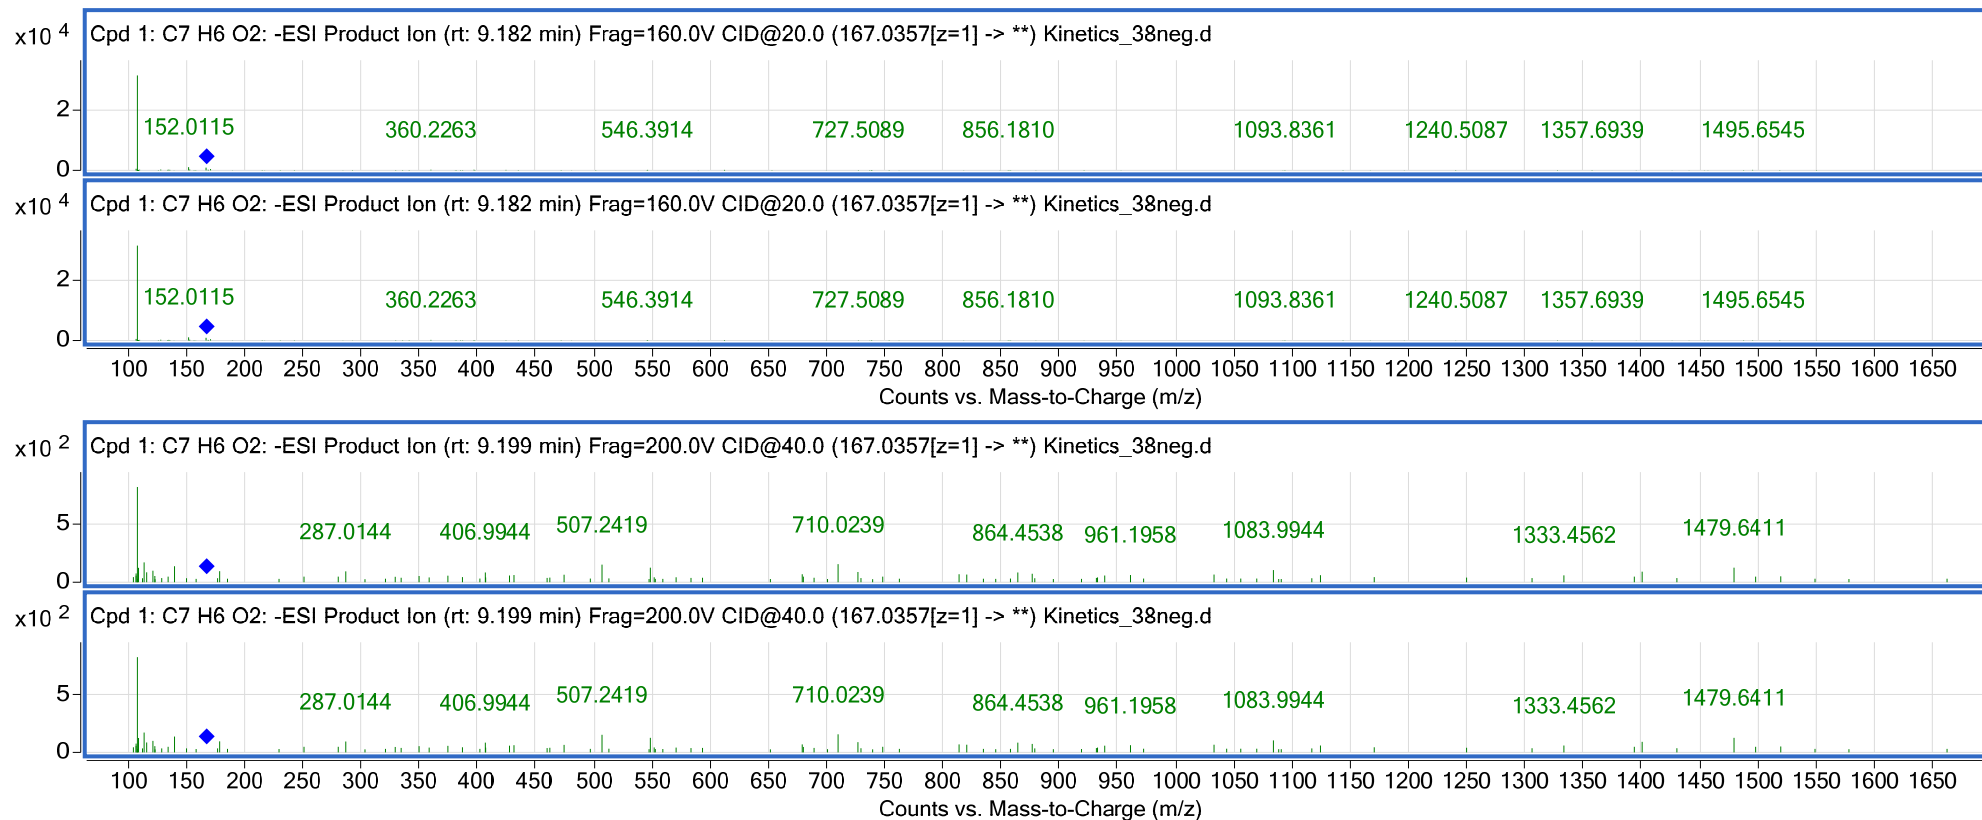 x10 4
Cpd 1: C7 H6 O2: -ESI Product Ion (rt: 9.182 min) Frag=160.0V CID@20.0 (167.0357[z=1] -> **) Kinetics_38neg.d
2
152.0115 360.2263 546.3914 727.5089 856.1810 1093.8361 1240.5087 1357.6939 1495.6545
0
x10 4
Cpd 1: C7 H6 O2: -ESI Product Ion (rt: 9.182 min) Frag=160.0V CID@20.0 (167.0357[z=1] -> **) Kinetics_38neg.d
2
152.0115 360.2263 546.3914 727.5089 856.1810 1093.8361 1240.5087 1357.6939 1495.6545
0
100 150 200 250 300 350 400 450 500 550 600 650 700 750 800 850 900 950 1000 1050 1100 1150 1200 1250 1300 1350 1400 1450 1500 1550 1600 1650
Counts vs. Mass-to-Charge (m/z)
x10 2
Cpd 1: C7 H6 O2: -ESI Product Ion (rt: 9.199 min) Frag=200.0V CID@40.0 (167.0357[z=1] -> **) Kinetics_38neg.d
5
287.0144 406.9944 507.2419 710.0239 864.4538 961.1958 1083.9944 1333.4562 1479.6411
0
x10 2
Cpd 1: C7 H6 O2: -ESI Product Ion (rt: 9.199 min) Frag=200.0V CID@40.0 (167.0357[z=1] -> **) Kinetics_38neg.d
5
287.0144 406.9944 507.2419 710.0239 864.4538 961.1958 1083.9944 1333.4562 1479.6411
0
100 150 200 250 300 350 400 450 500 550 600 650 700 750 800 850 900 950 1000 1050 1100 1150 1200 1250 1300 1350 1400 1450 1500 1550 1600 1650
Counts vs. Mass-to-Charge (m/z)